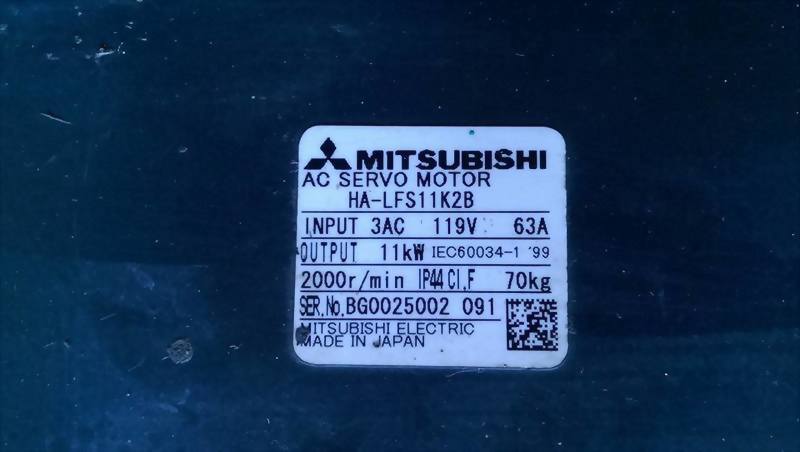 MITSUBISHI
AC SERVO MOTOR
HA-LFS11K2B
INPUT 3AC 119V 63A
OUTPUT 11kW IEC60034-1 '99
2000r/min IP44 CI.F 70kg
SER.No.BG0025002 091
MITSUBISHI ELECTRIC
MADE IN JAPAN